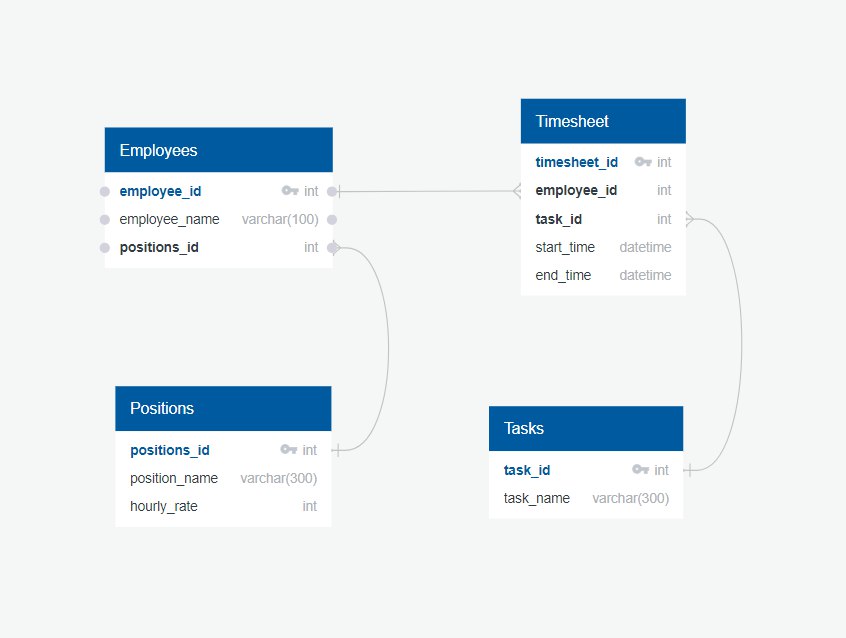 Employees
employee_id int
employee_name varchar(100)
positions_id int
Timesheet
timesheet_id int
employee_id int
task_id int
start_time datetime
end_time datetime
Positions
positions_id int
position_name varchar(300)
hourly_rate int
Tasks
task_id int
task_name varchar(300)